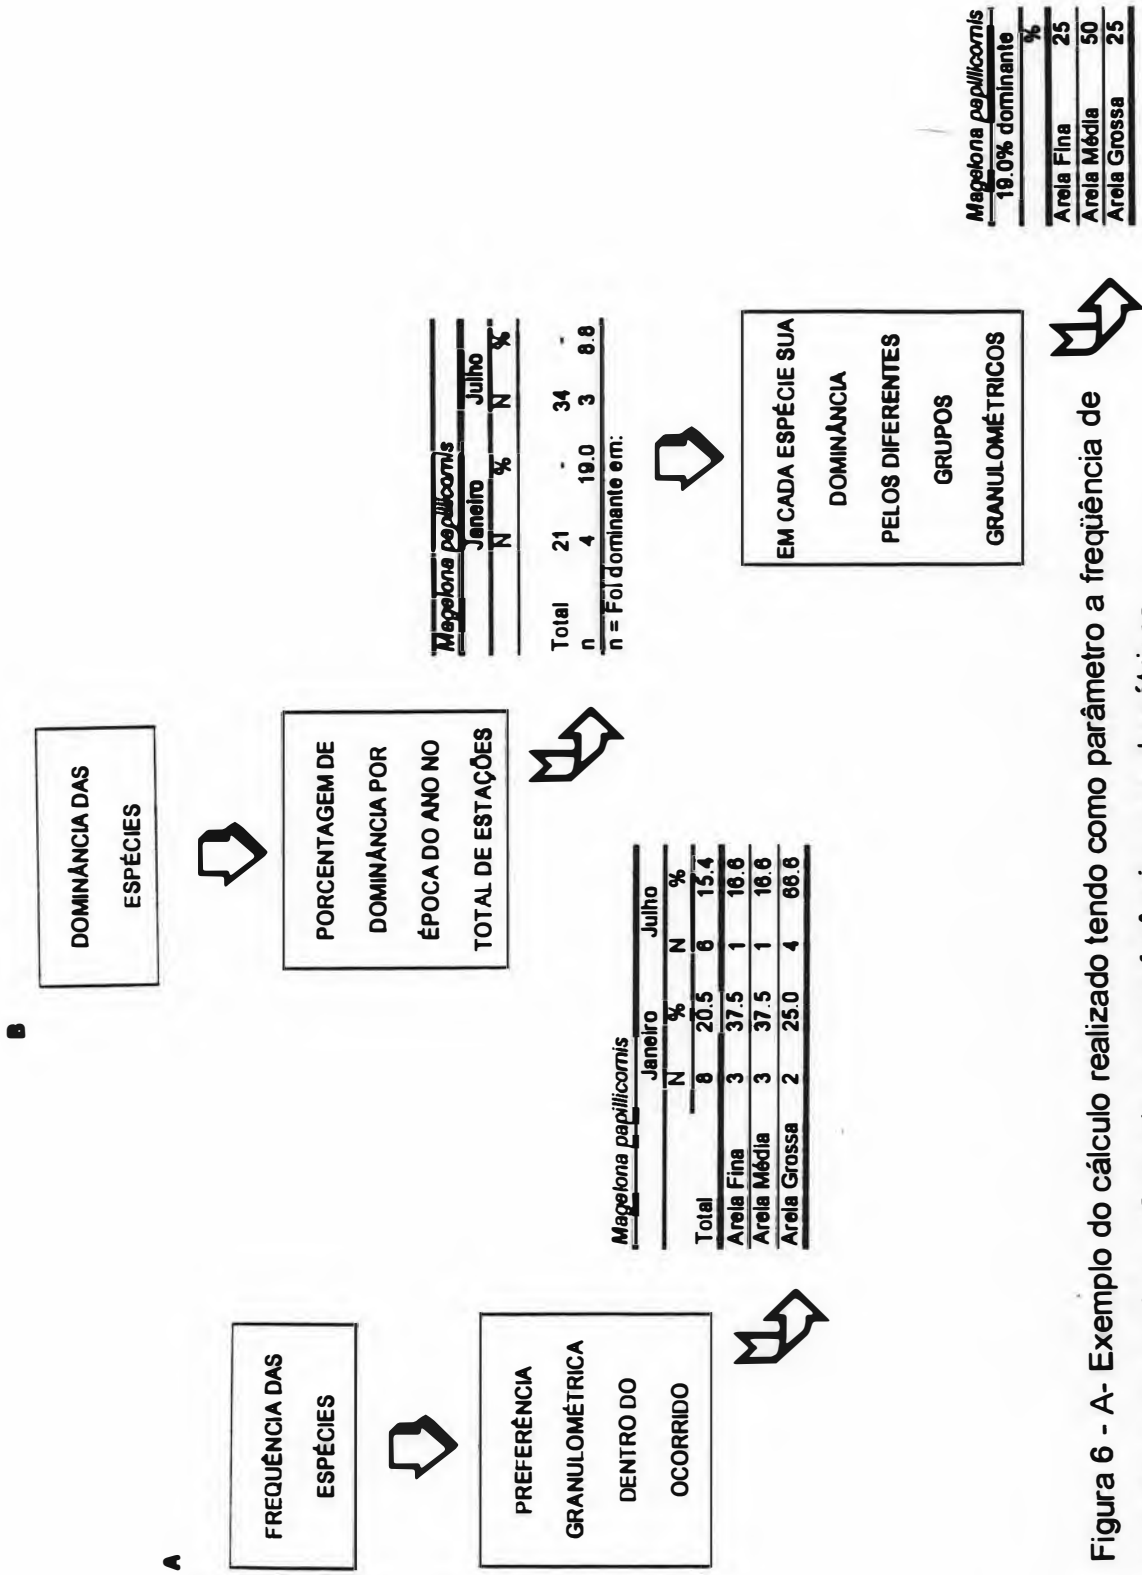 A
FREQUÊNCIA DAS
ESPÉCIES
PREFERÊNCIA
GRANULOMÉTRICA
DENTRO DO
OCORRIDO
Magelona papillicornis
Janeiro Julho
N % N %
Total 8 20.5 6 15.4
Areia Fina 3 37.5 1 16.6
Areia Média 3 37.5 1 16.6
Areia Grossa 2 25.0 4 66.6
B
DOMINÂNCIA DAS
ESPÉCIES
PORCENTAGEM DE
DOMINÂNCIA POR
ÉPOCA DO ANO NO
TOTAL DE ESTAÇÕES
Magelona papillicornis
Janeiro Julho
N % N %
Total 21 - 34 -
n 4 19.0 3 8.8
n = Foi dominante em:
EM CADA ESPÉCIE SUA
DOMINÂNCIA
PELOS DIFERENTES
GRUPOS
GRANULOMÉTRICOS
Magelona papillicornis
19.0% dominante
%
Areia Fina 25
Areia Média 50
Areia Grossa 25
Figura 6 - A- Exemplo do cálculo realizado tendo como parâmetro a freqüência de